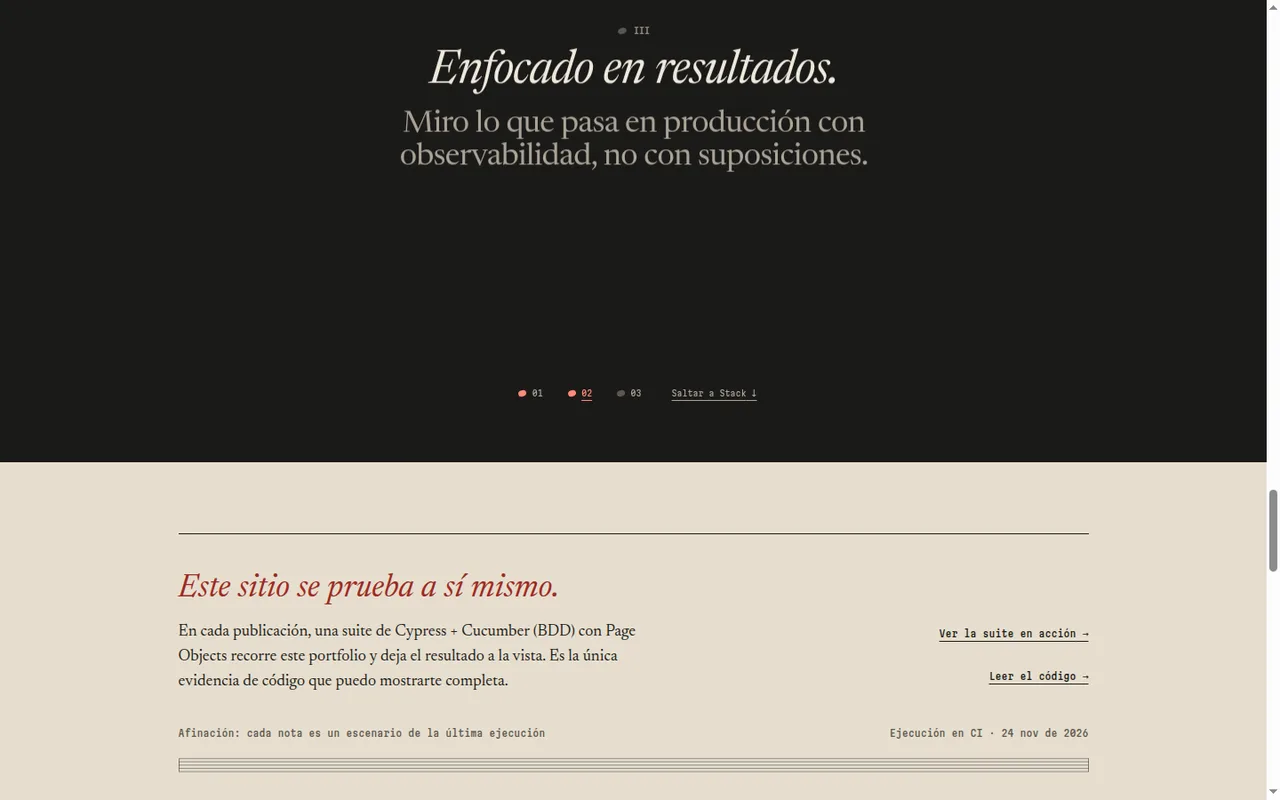 III
Enfocado en resultados.
Miro lo que pasa en producción con
observabilidad, no con suposiciones.
01 02 03 Saltar a Stack ↓
Este sitio se prueba a sí mismo.
En cada publicación, una suite de Cypress + Cucumber (BDD) con Page
Objects recorre este portfolio y deja el resultado a la vista. Es la única
evidencia de código que puedo mostrarte completa.
Ver la suite en acción →
Leer el código →
Afinación: cada nota es un escenario de la última ejecución
Ejecución en CI · 24 nov de 2026